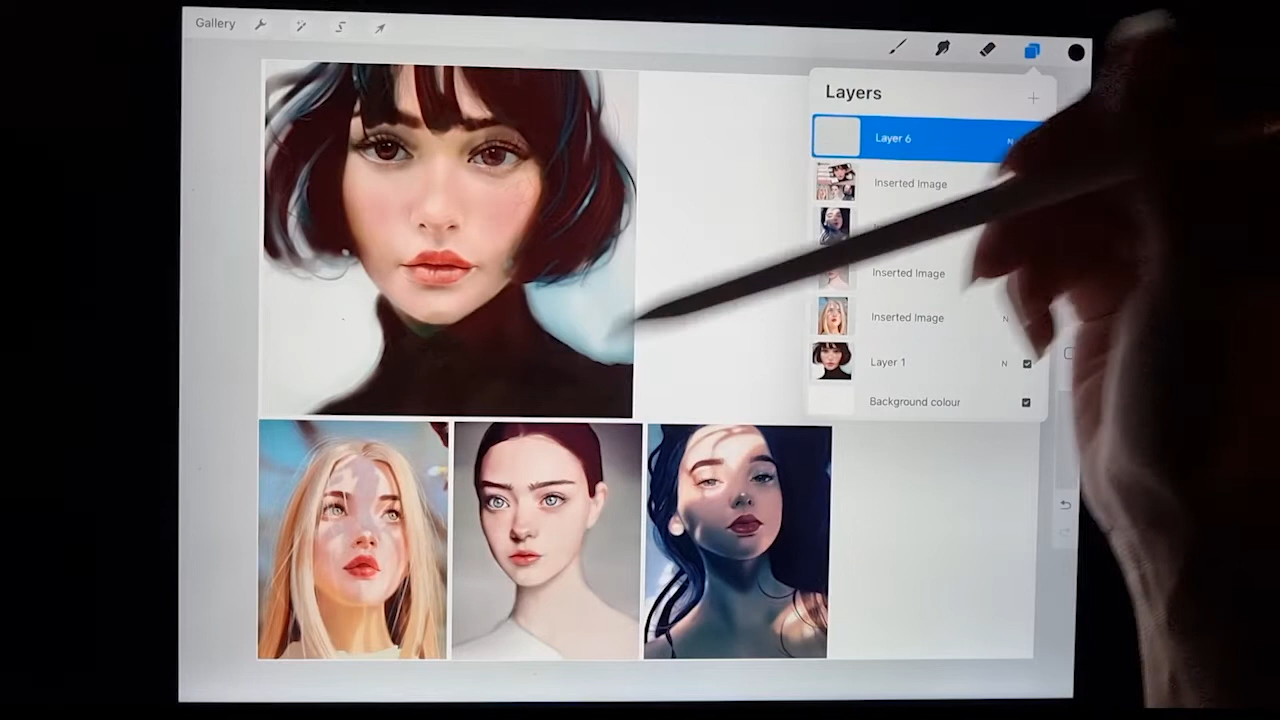 Gallery
Layers
Layer 6
N
Inserted Image
Inserted Image
Inserted Image
N
Layer 1
N
Background colour